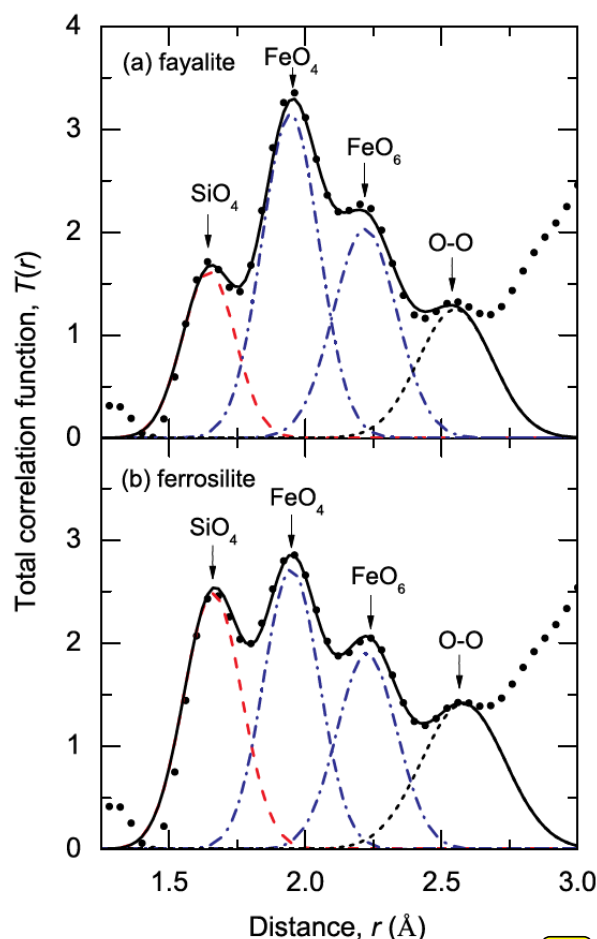 4
(a) fayalite
FeO₄
3
FeO₆
SiO₄
2
O-O
1
0
Total correlation function, T(r)
(b) ferrosilite
FeO₄
3
SiO₄
FeO₆
2
O-O
1
0
1.5 2.0 2.5 3.0
Distance, r (Å)